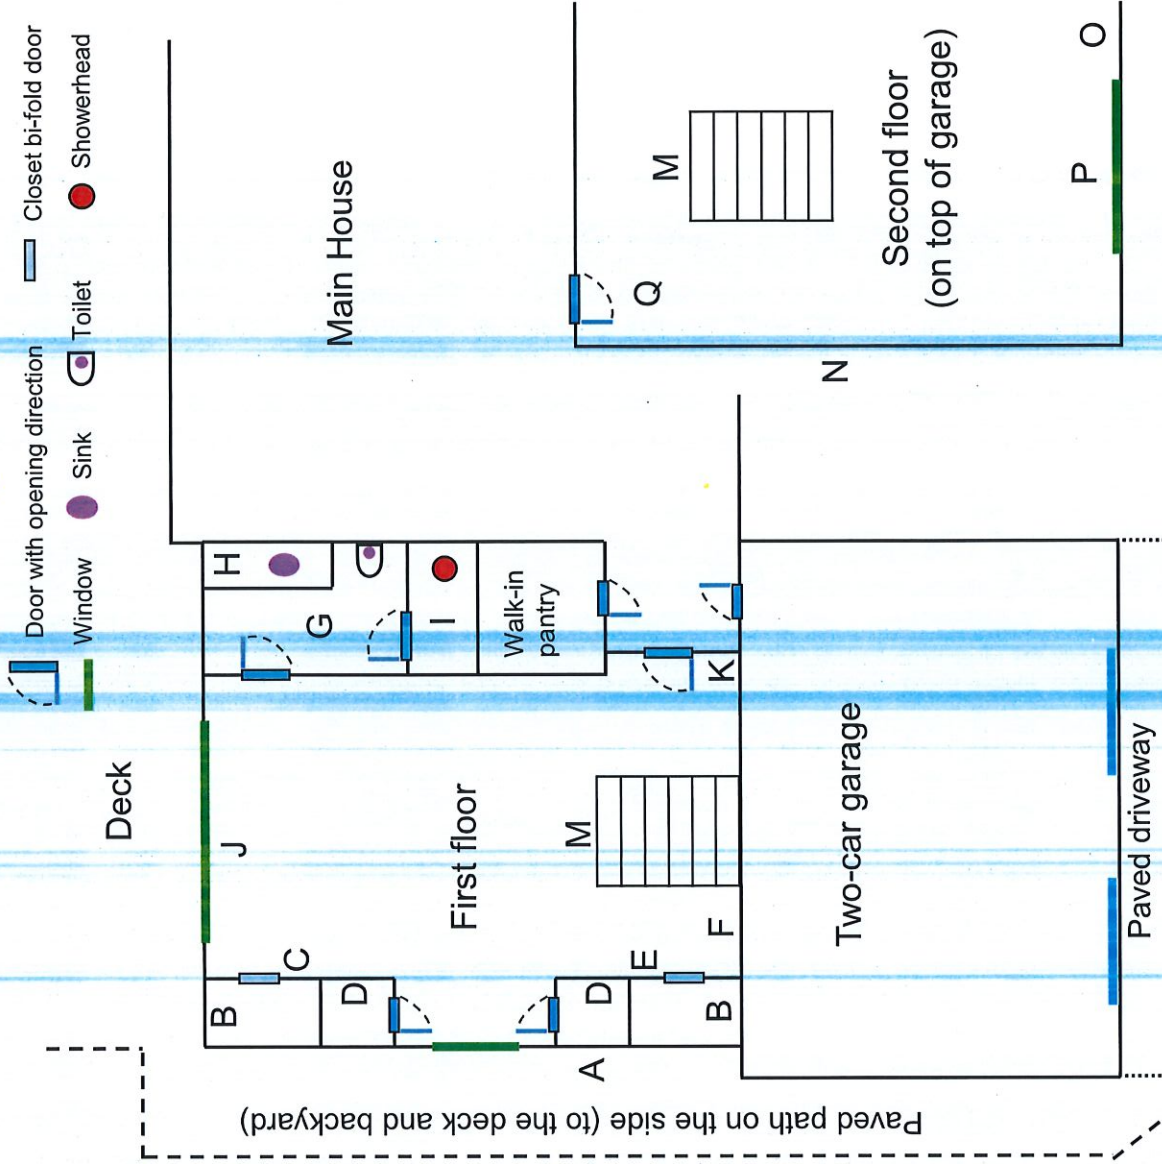 Door with opening direction
Closet bi-fold door
Window
Sink
Toilet
Showerhead
Deck
Main House
J
H
G
I
Walk-in
pantry
K
B
C
D
First floor
M
D
E
F
B
A
Two-car garage
Paved driveway
Paved path on the side (to the deck and backyard)
Q
M
N
Second floor
(on top of garage)
P
O